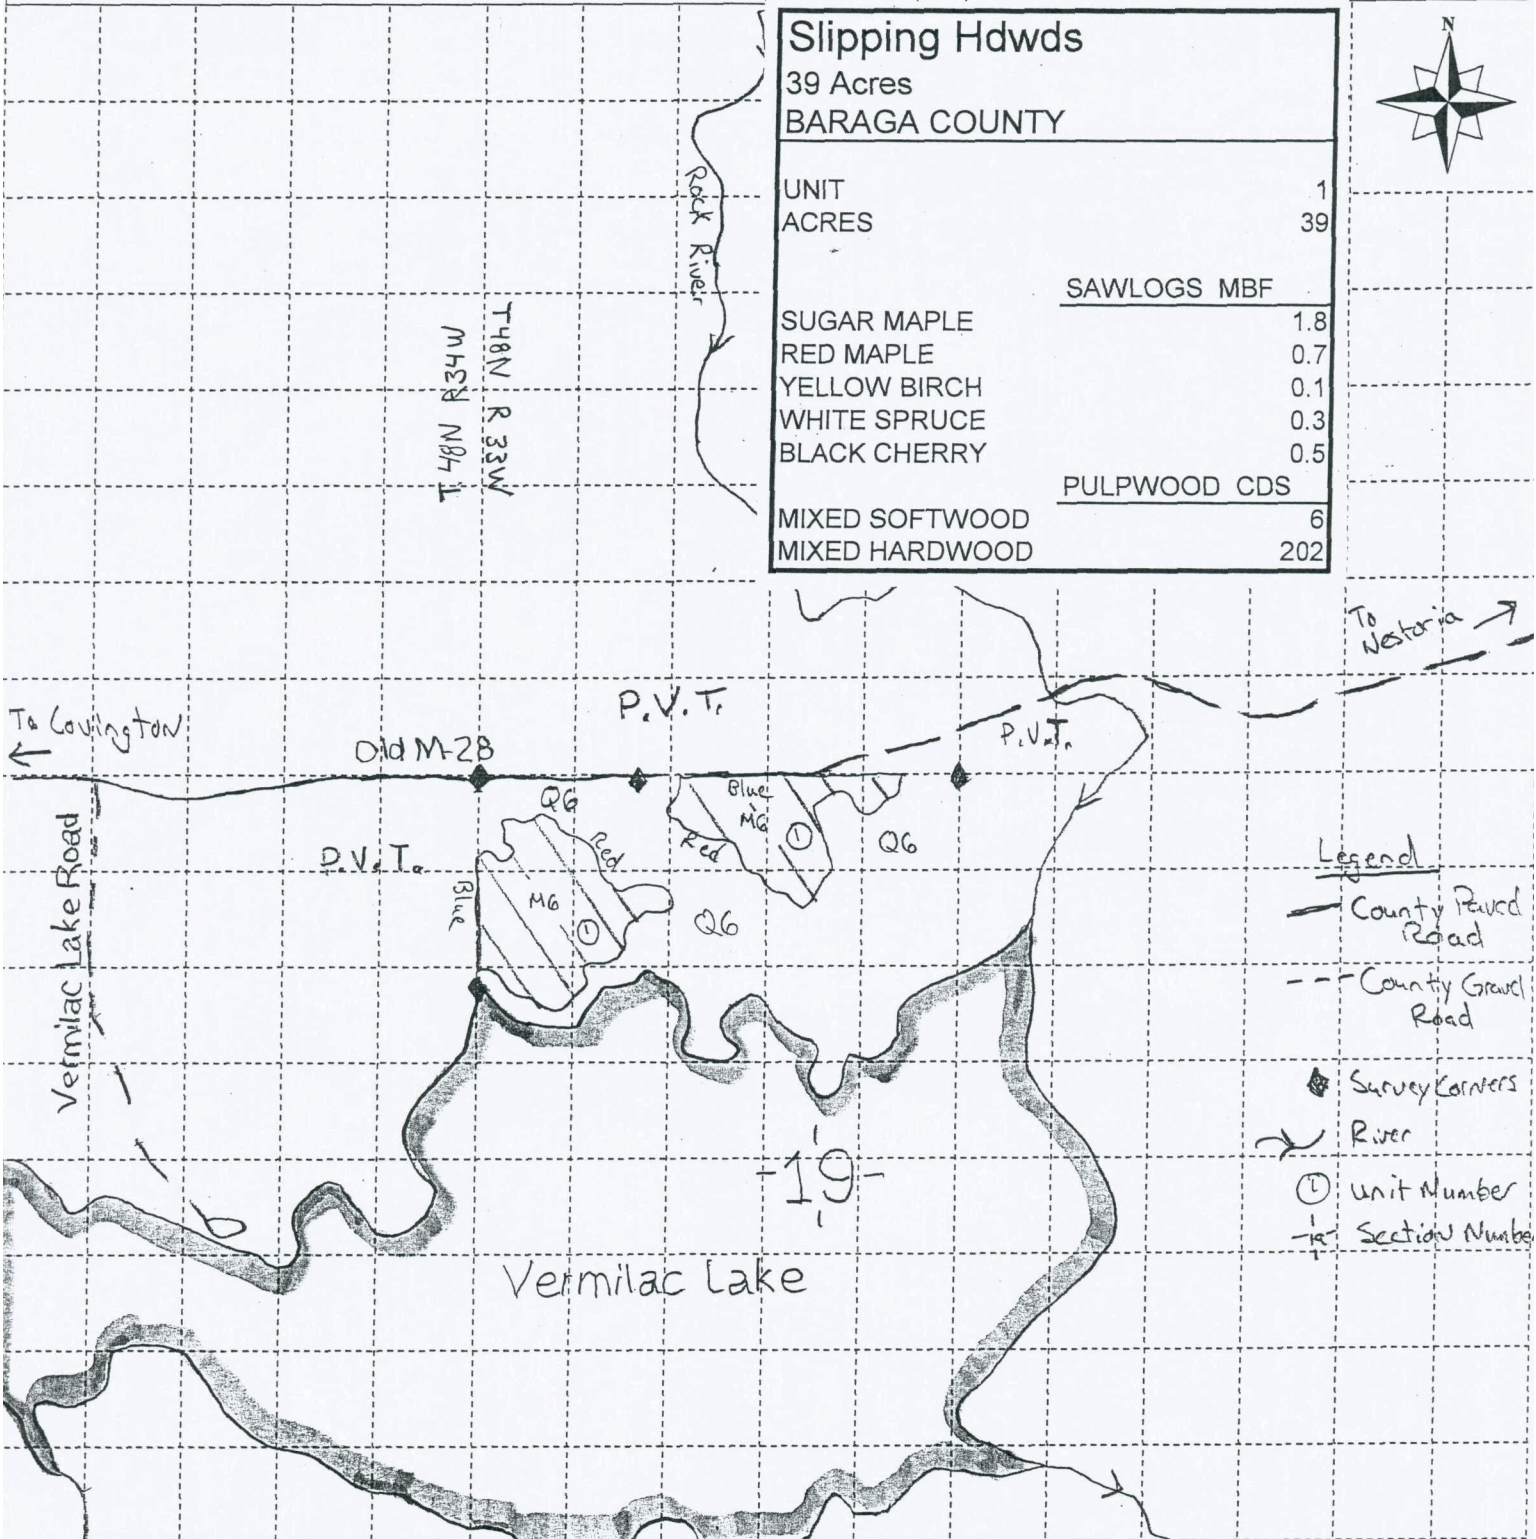 Slipping Hdwds
39 Acres
BARAGA COUNTY
UNIT 1
ACRES 39
SAWLOGS MBF
SUGAR MAPLE 1.8
RED MAPLE 0.7
YELLOW BIRCH 0.1
WHITE SPRUCE 0.3
BLACK CHERRY 0.5
PULPWOOD CDS
MIXED SOFTWOOD 6
MIXED HARDWOOD 202
N
Rock River
T48N R33W
T48N R34W
To
Nestoria
P.V.T.
To Covington
Old M-28
P.V.T.
Q6
Blue
M6
1
Red
Q6
Red
P.V.T.
Blue
M6
1
Q6
Vermilac Lake Road
-19-
Vermilac Lake
Legend
County Paved
Road
County Gravel
Road
Survey Corners
River
1 Unit Number
-19- Section Numbe